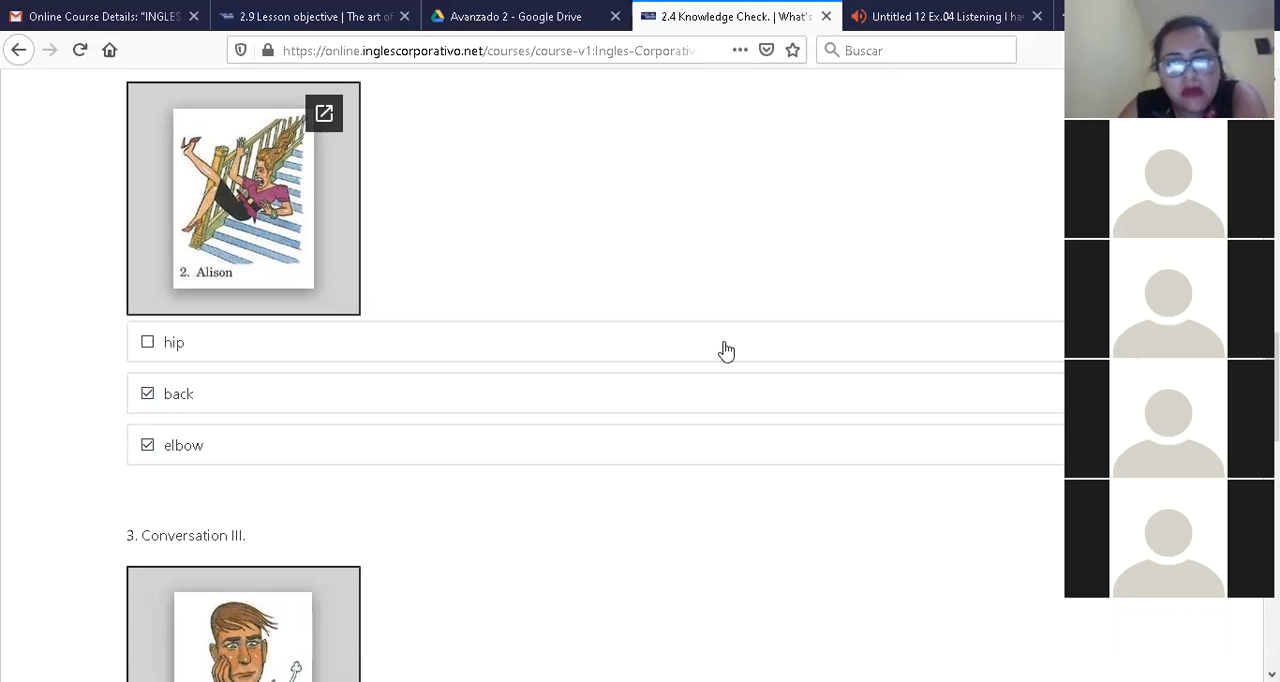 Online Course Details: "INGLES
2.9 Lesson objective | The art of
Avanzado 2 - Google Drive
2.4 Knowledge Check. | What's
Untitled 12 Ex.04 Listening I ha
https://online.inglescorporativo.net/courses/course-v1:Ingles-Corporativ
Buscar
2. Alison
hip
back
elbow
3. Conversation III.